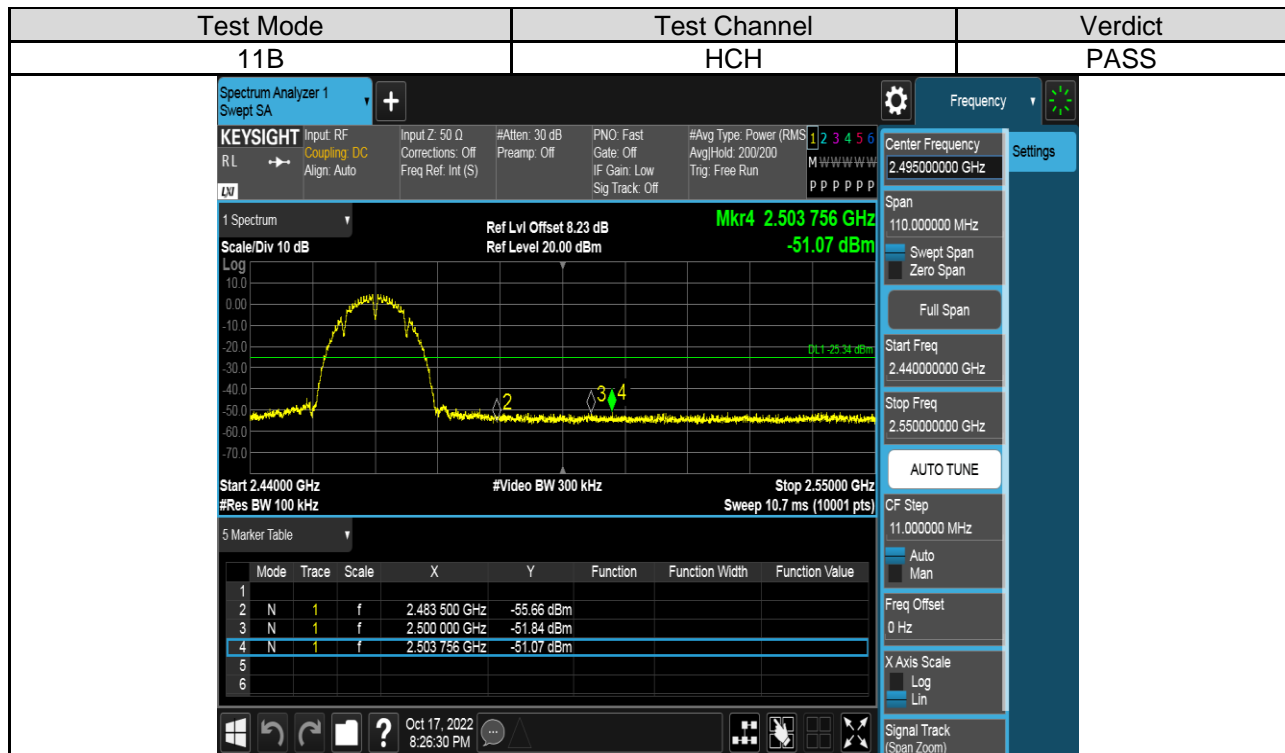 Test Mode Test Channel Verdict
11B HCH PASS
Spectrum Analyzer 1
Swept SA
Frequency
KEYSIGHT Input: RF Input Z: 50 Ω #Atten: 30 dB PNO: Fast #Avg Type: Power (RMS 1 2 3 4 5 6
RL Coupling: DC Corrections: Off Preamp: Off Gate: Off Avg|Hold: 200/200 M W W W W W
Align: Auto Freq Ref: Int (S) IF Gain: Low Trig: Free Run
LXI Sig Track: Off P P P P P P
1 Spectrum
Ref Lvl Offset 8.23 dB Mkr4 2.503 756 GHz
Scale/Div 10 dB Ref Level 20.00 dBm -51.07 dBm
Log
10.0
0.00
-10.0
-20.0
DL1 -25.34 dBm
-30.0
-40.0
2 3 4
-50.0
-60.0
-70.0
Start 2.44000 GHz #Video BW 300 kHz Stop 2.55000 GHz
#Res BW 100 kHz Sweep 10.7 ms (10001 pts)
5 Marker Table
Mode Trace Scale X Y Function Function Width Function Value
1
2 N 1 f 2.483 500 GHz -55.66 dBm
3 N 1 f 2.500 000 GHz -51.84 dBm
4 N 1 f 2.503 756 GHz -51.07 dBm
5
6
?
Oct 17, 2022
8:26:30 PM
Center Frequency
2.495000000 GHz
Settings
Span
110.000000 MHz
Swept Span
Zero Span
Full Span
Start Freq
2.440000000 GHz
Stop Freq
2.550000000 GHz
AUTO TUNE
CF Step
11.000000 MHz
Auto
Man
Freq Offset
0 Hz
X Axis Scale
Log
Lin
Signal Track
(Span Zoom)